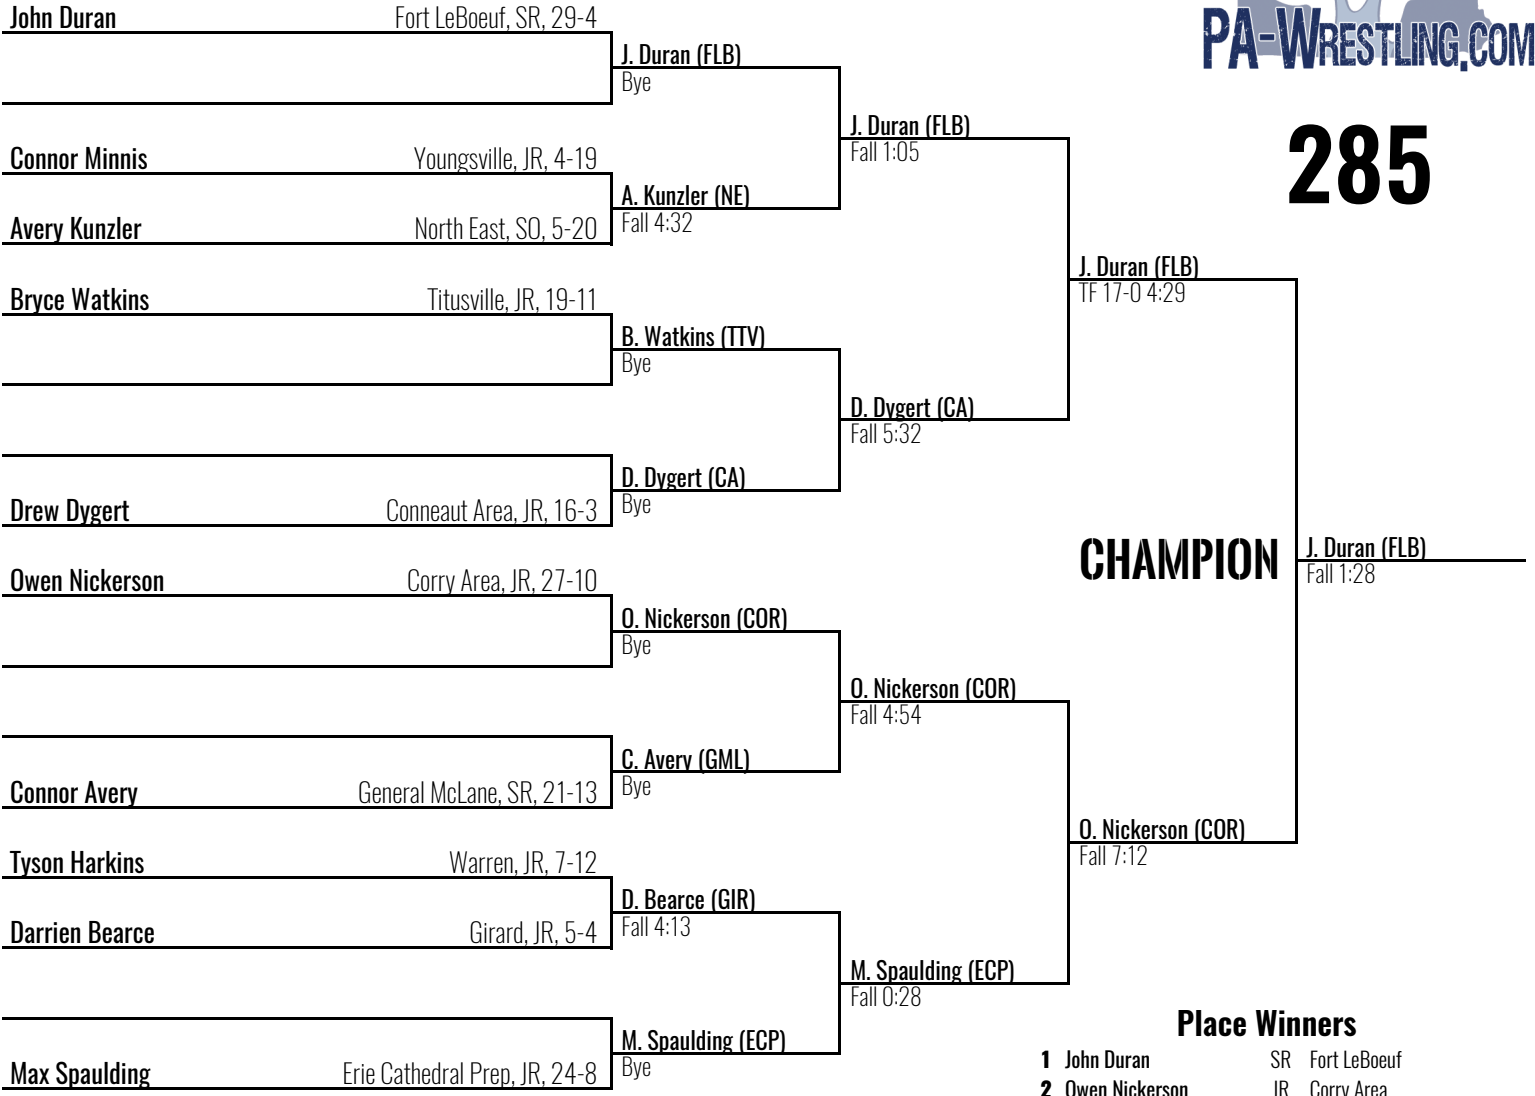 John Duran Fort LeBoeuf, SR, 29-4
PA-WRESTLING.COM
J. Duran (FLB)
Bye
285
J. Duran (FLB)
Fall 1:05
Connor Minnis Youngsville, JR, 4-19
A. Kunzler (NE)
Fall 4:32
Avery Kunzler North East, SO, 5-20
J. Duran (FLB)
TF 17-0 4:29
Bryce Watkins Titusville, JR, 19-11
B. Watkins (TTV)
Bye
D. Dygert (CA)
Fall 5:32
D. Dygert (CA)
Bye
Drew Dygert Conneaut Area, JR, 16-3
CHAMPION
J. Duran (FLB)
Fall 1:28
Owen Nickerson Corry Area, JR, 27-10
O. Nickerson (COR)
Bye
O. Nickerson (COR)
Fall 4:54
C. Avery (GML)
Bye
Connor Avery General McLane, SR, 21-13
O. Nickerson (COR)
Fall 7:12
Tyson Harkins Warren, JR, 7-12
D. Bearce (GIR)
Fall 4:13
Darrien Bearce Girard, JR, 5-4
M. Spaulding (ECP)
Fall 0:28
M. Spaulding (ECP)
Bye
Max Spaulding Erie Cathedral Prep, JR, 24-8
Place Winners
1 John Duran SR Fort LeBoeuf
2 Owen Nickerson JR Corry Area